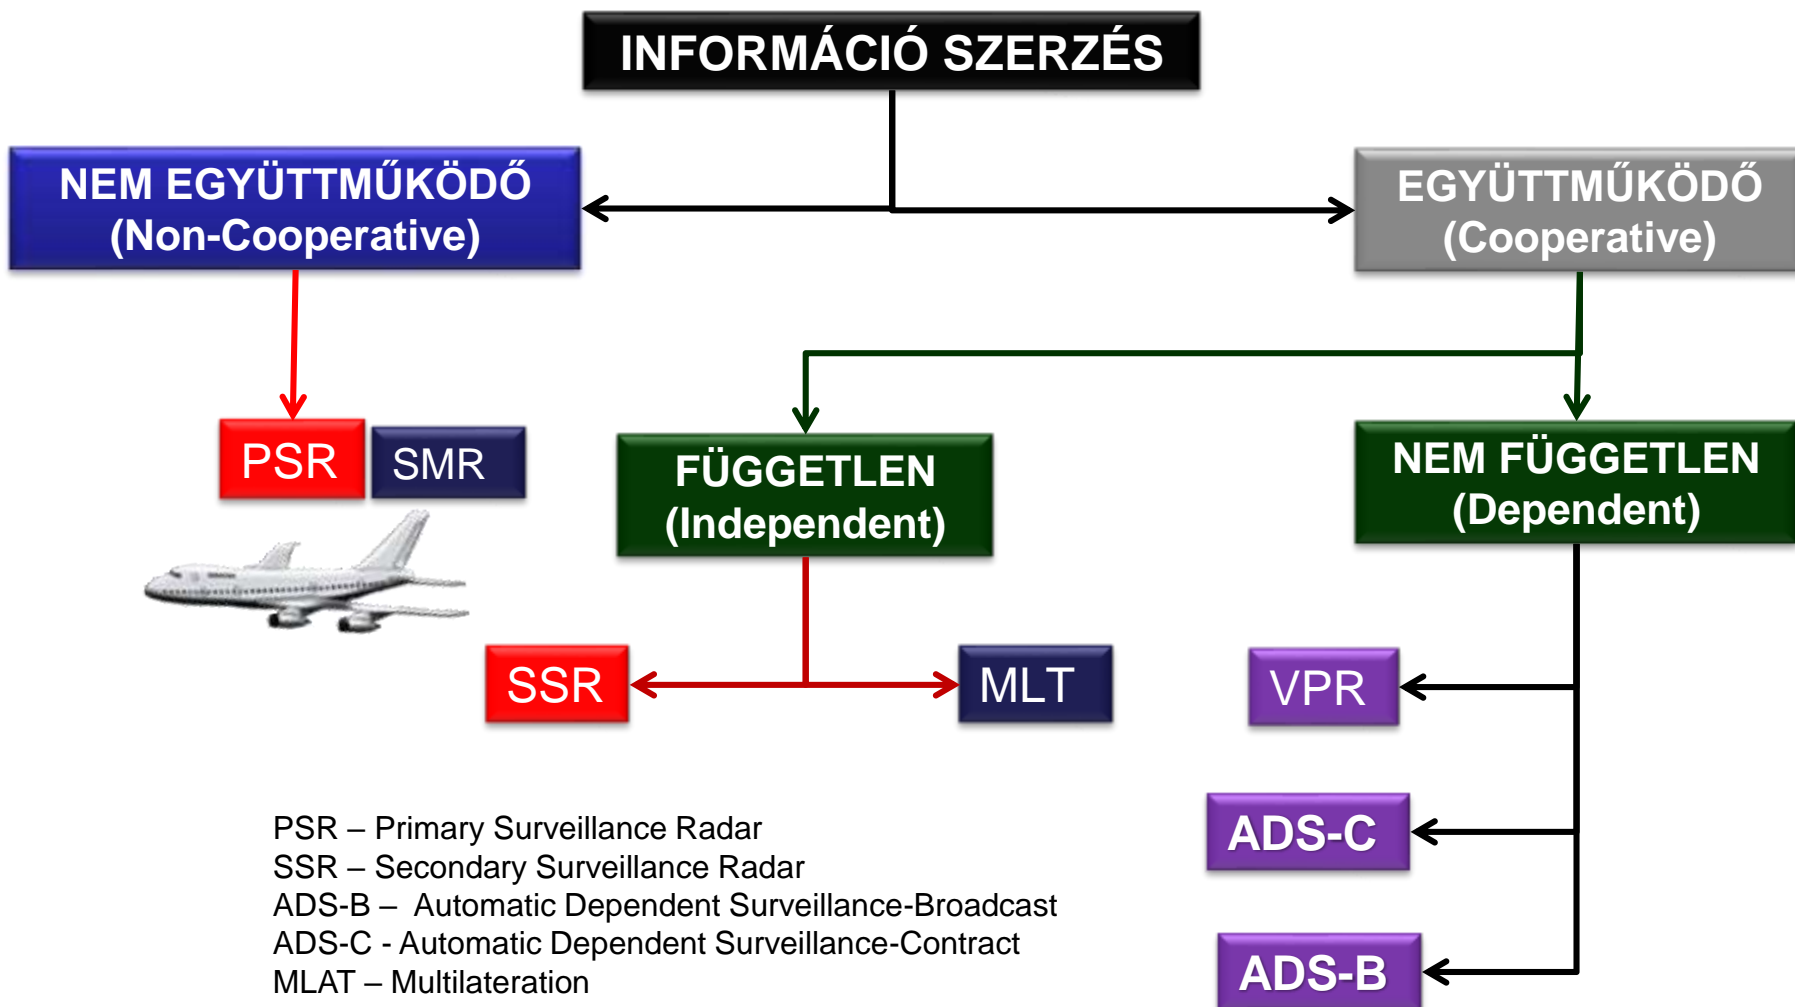 INFORMÁCIÓ SZERZÉS
NEM EGYÜTTMŰKÖDŐ
(Non-Cooperative)
EGYÜTTMŰKÖDŐ
(Cooperative)
PSR
SMR
FÜGGETLEN
(Independent)
NEM FÜGGETLEN
(Dependent)
SSR
MLT
VPR
ADS-C
ADS-B
PSR – Primary Surveillance Radar
SSR – Secondary Surveillance Radar
ADS-B – Automatic Dependent Surveillance-Broadcast
ADS-C - Automatic Dependent Surveillance-Contract
MLAT – Multilateration